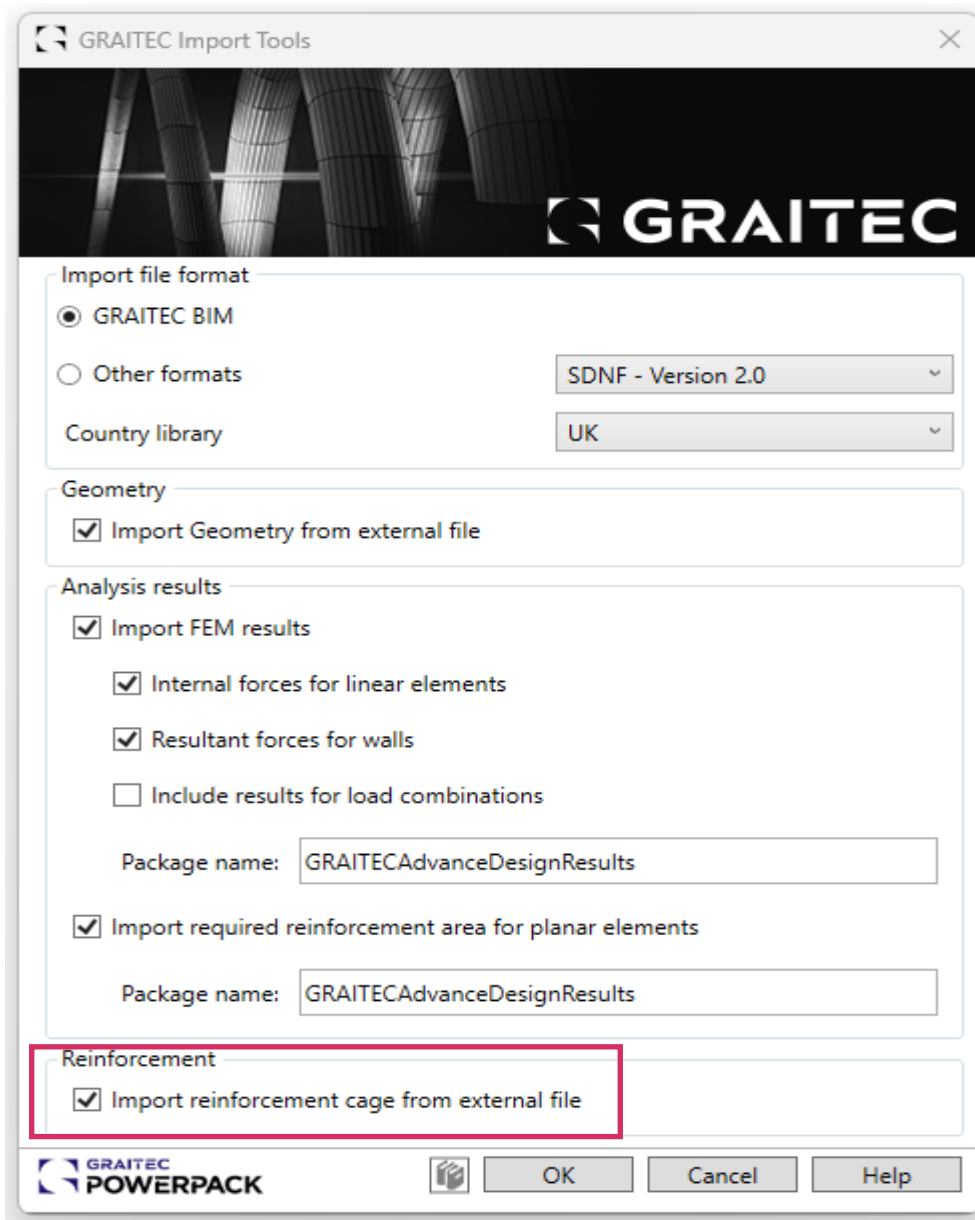 GRAITEC Import Tools
GRAITEC
Import file format
GRAITEC BIM
Other formats
SDNF - Version 2.0
Country library
UK
Geometry
Import Geometry from external file
Analysis results
Import FEM results
Internal forces for linear elements
Resultant forces for walls
Include results for load combinations
Package name: GRAITECAdvanceDesignResults
Import required reinforcement area for planar elements
Package name: GRAITECAdvanceDesignResults
Reinforcement
Import reinforcement cage from external file
GRAITEC
POWERPACK
OK
Cancel
Help